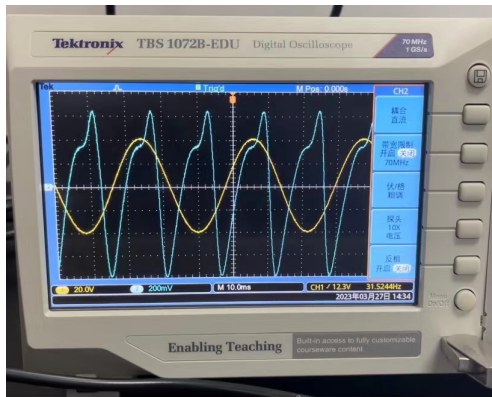 Tektronix TBS 1072B-EDU Digital Oscilloscope 70 MHz
1 GS/s
Tek Trig'd M Pos: 0.000s CH2
耦合
直流
带宽限制
开启 关闭
70MHz
伏/格
粗调
探头
10X
电压
反相
开启 关闭
20.0V 200mV M 10.0ms CH1 / 12.3V 31.5244Hz
2023年03月27日 14:34
Menu
On/Off
Enabling Teaching
Built-in access to fully customizable
courseware content